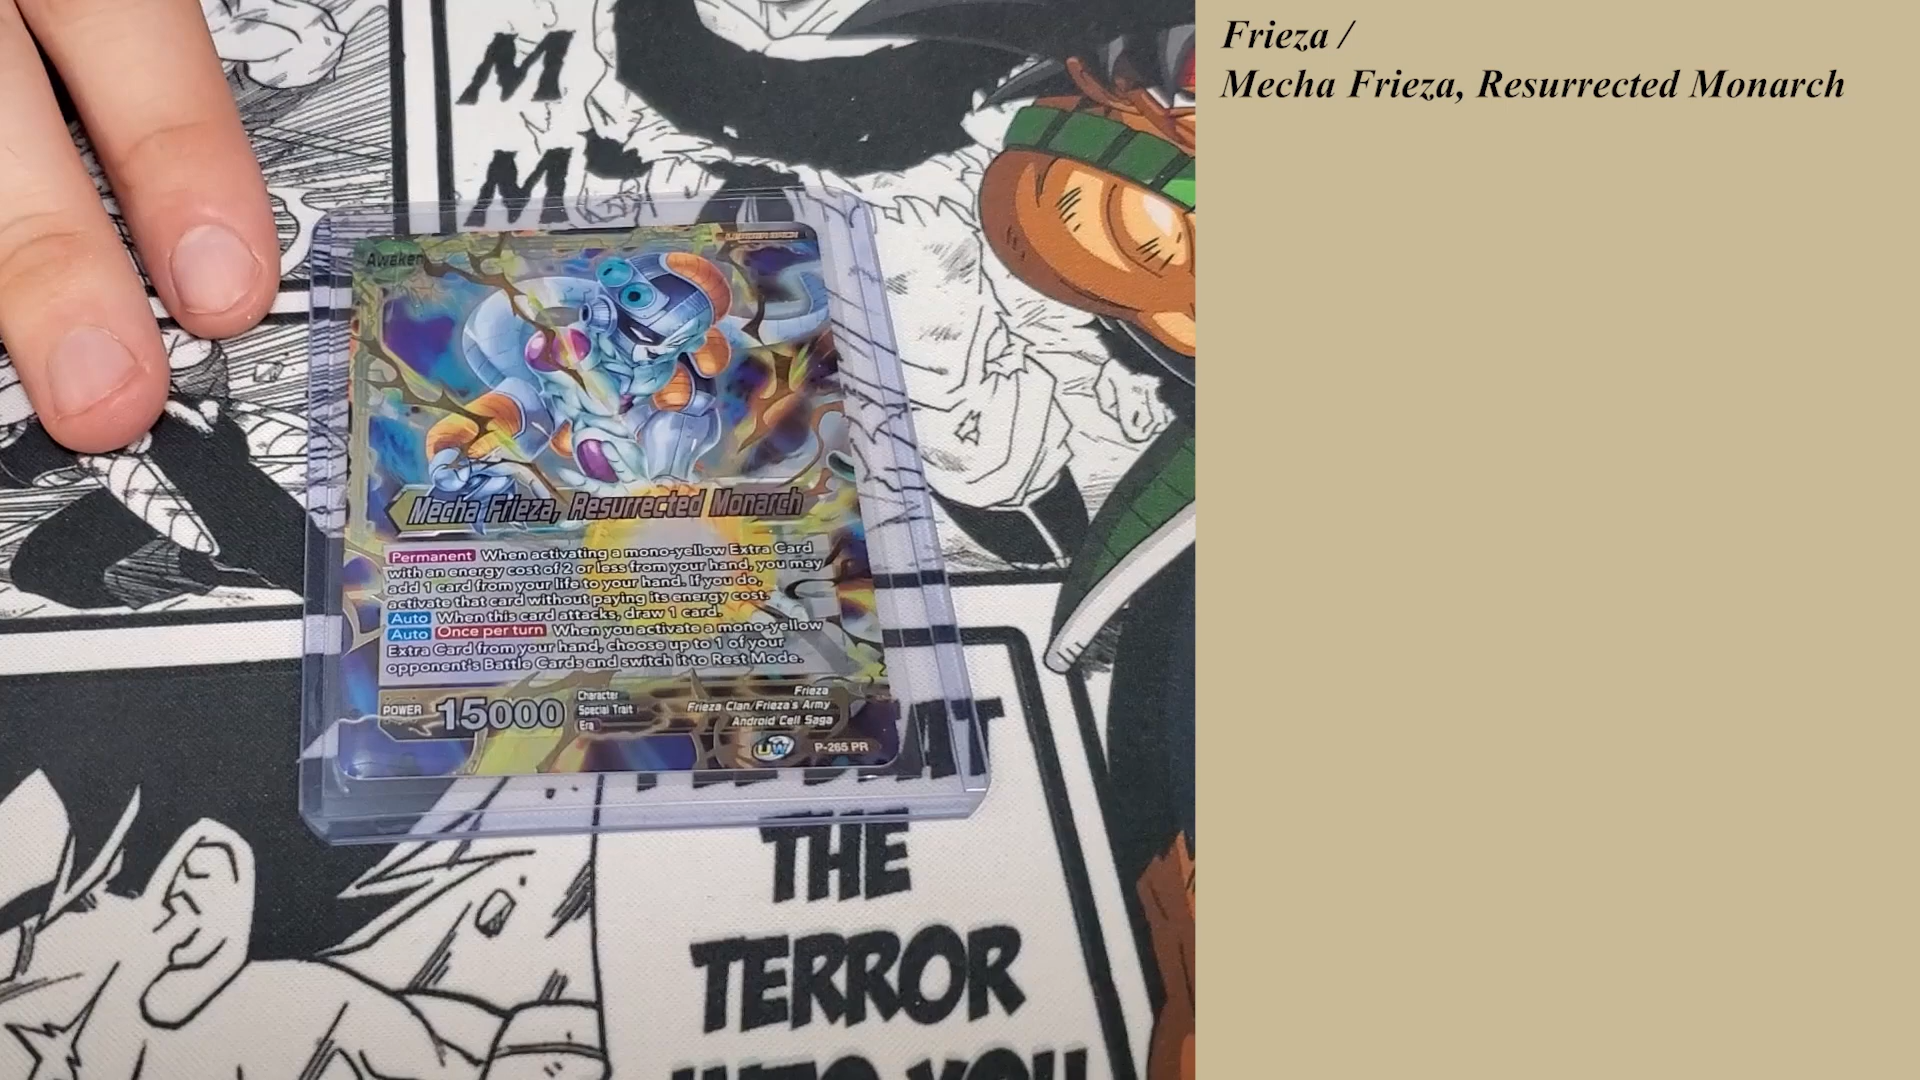 Frieza /
Mecha Frieza, Resurrected Monarch
M
M
Awaken
Mecha Frieza, Resurrected Monarch
Permanent When activating a mono-yellow Extra Card
with an energy cost of 2 or less from your hand, you may
add 1 card from your life to your hand. If you do,
activate that card without paying its energy cost.
Auto When this card attacks, draw 1 card.
Auto Once per turn When you activate a mono-yellow
Extra Card from your hand, choose up to 1 of your
opponent's Battle Cards and switch it to Rest Mode.
POWER 15000
Character Frieza
Special Trait Frieza Clan/Frieza's Army
Era Android Cell Saga
UW P-265 PR
THE
TERROR
INTO YOU